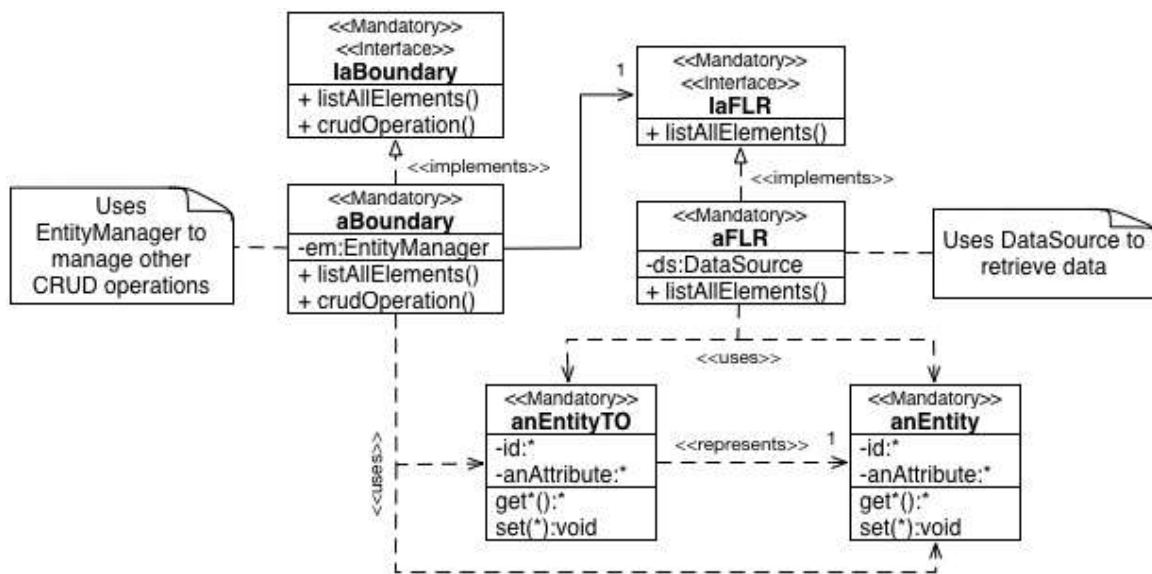 <<Mandatory>>
<<Interface>>
IaBoundary
+ listAllElements()
+ crudOperation()
<<Mandatory>>
<<Interface>>
IaFLR
+ listAllElements()
1
<<implements>>
<<implements>>
Uses
EntityManager to
manage other
CRUD operations
<<Mandatory>>
aBoundary
-em:EntityManager
+ listAllElements()
+ crudOperation()
<<Mandatory>>
aFLR
-ds:DataSource
+ listAllElements()
Uses DataSource to
retrieve data
<<uses>>
<<uses>>
<<Mandatory>>
anEntityTO
-id:*
-anAttribute:*
get*():*
set(*):void
<<represents>>
1
<<Mandatory>>
anEntity
-id:*
-anAttribute:*
get*():*
set(*):void